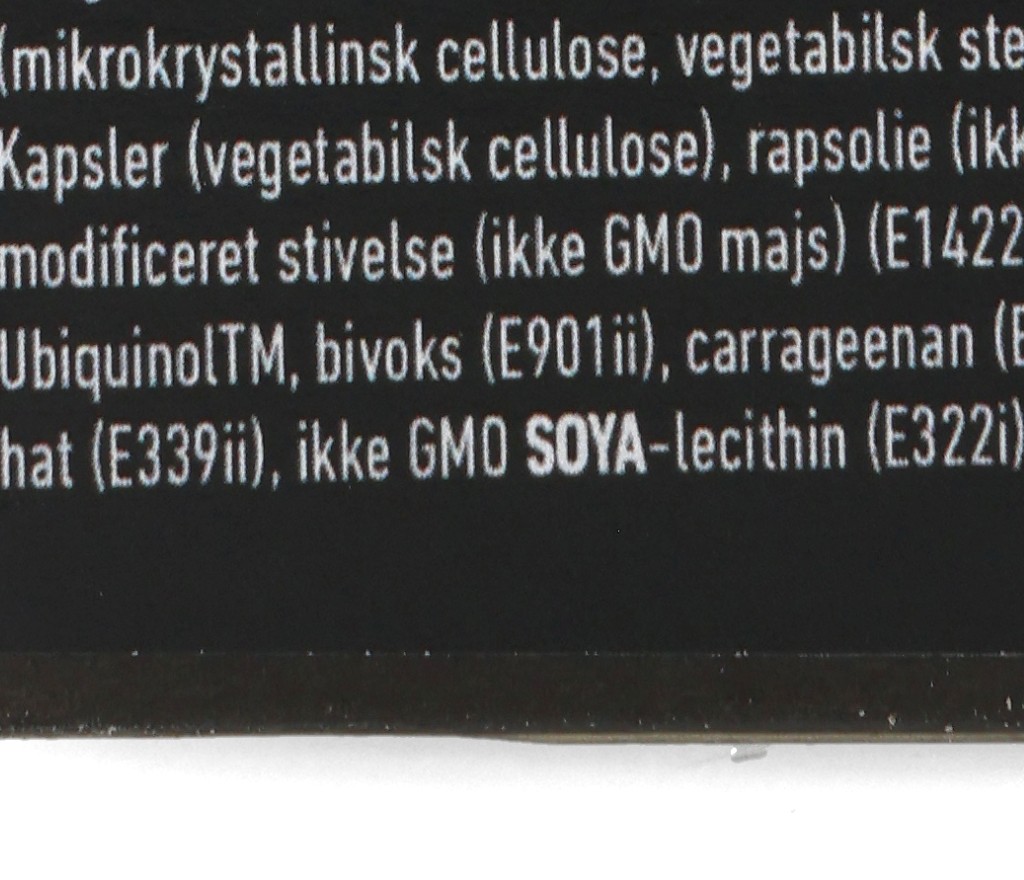 (mikrokrystallinsk cellulose, vegetabilsk ste
Kapsler (vegetabilsk cellulose), rapsolie (ikk
modificeret stivelse (ikke GMO majs) (E1422
UbiquinolTM, bivoks (E901ii), carrageenan (E
hat (E339ii), ikke GMO SOYA-lecithin (E322i)